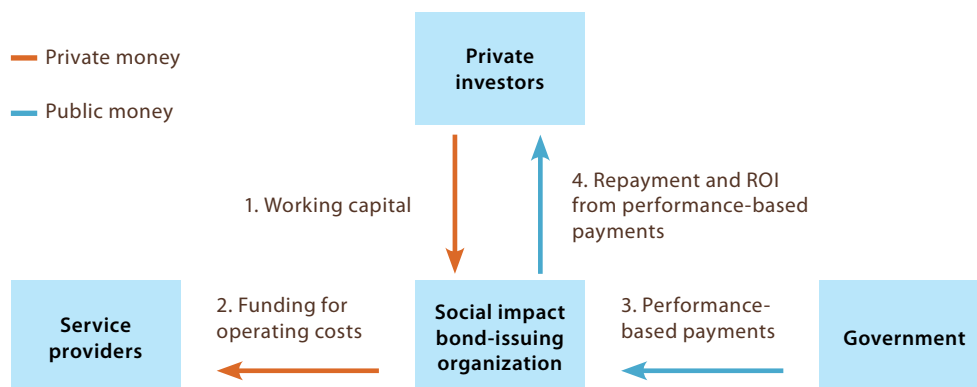 Private money
Public money
Private
investors
1. Working capital
4. Repayment and ROI
from performance-based
payments
Service
providers
2. Funding for
operating costs
Social impact
bond-issuing
organization
3. Performance-
based payments
Government